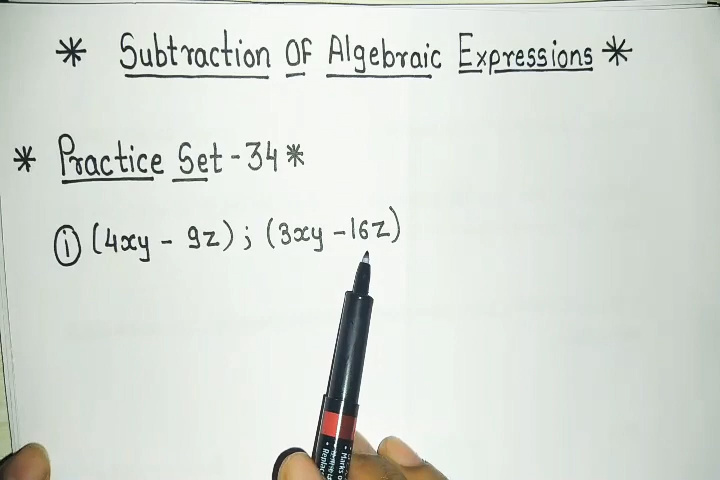 * Subtraction Of Algebraic Expressions *
* Practice Set - 34 *
(i) (4xy - 9z) ; (3xy - 16z)